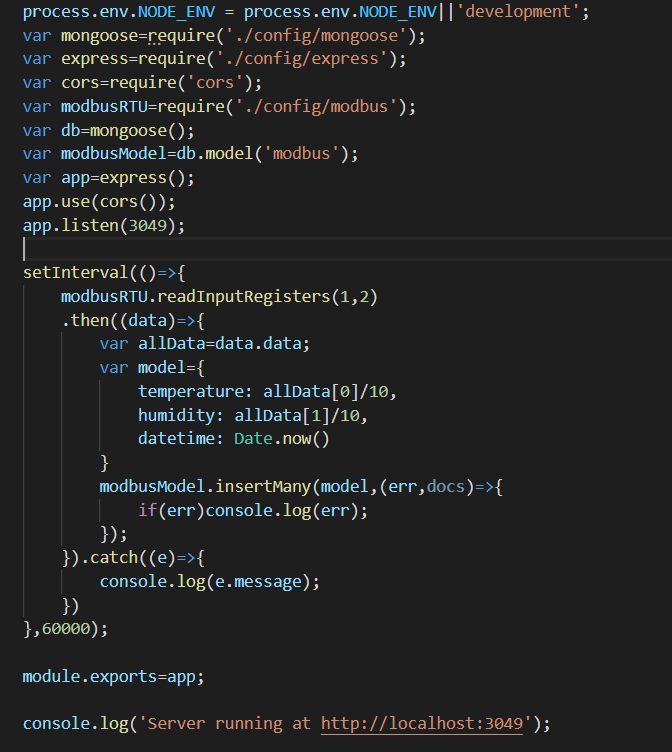 process.env.NODE_ENV = process.env.NODE_ENV||'development';
var mongoose=require('./config/mongoose');
var express=require('./config/express');
var cors=require('cors');
var modbusRTU=require('./config/modbus');
var db=mongoose();
var modbusModel=db.model('modbus');
var app=express();
app.use(cors());
app.listen(3049);

setInterval(()=>{
    modbusRTU.readInputRegisters(1,2)
    .then((data)=>{
        var allData=data.data;
        var model={
            temperature: allData[0]/10,
            humidity: allData[1]/10,
            datetime: Date.now()
        }
        modbusModel.insertMany(model,(err,docs)=>{
            if(err)console.log(err);
        });
    }).catch((e)=>{
        console.log(e.message);
    })
},60000);

module.exports=app;

console.log('Server running at http://localhost:3049');